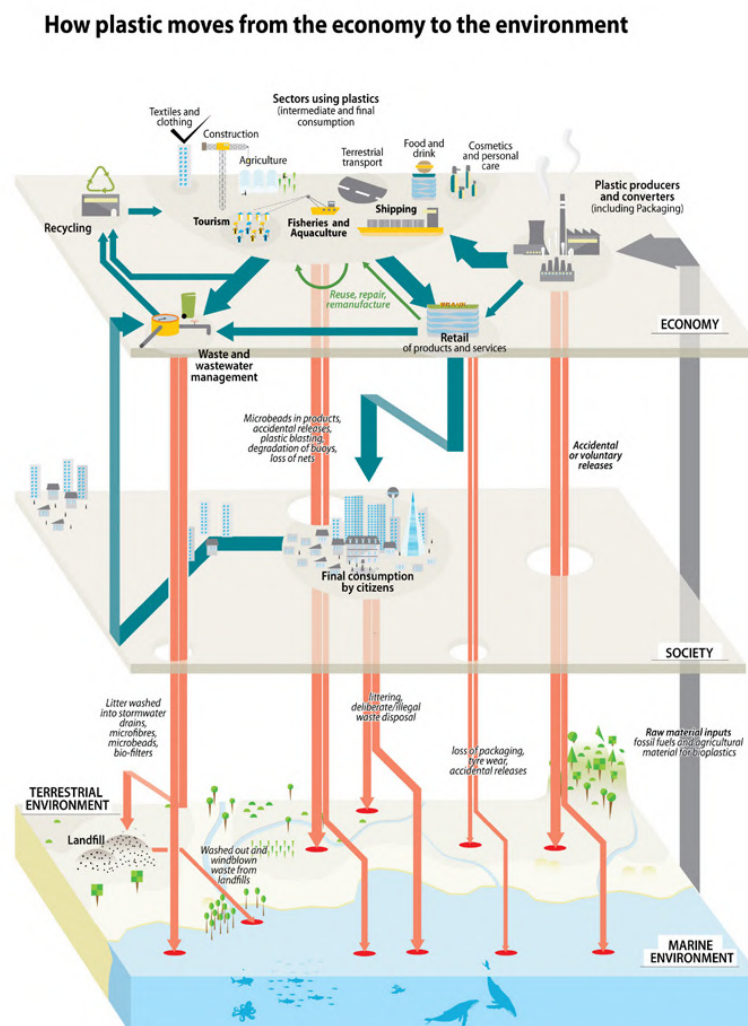 How plastic moves from the economy to the environment
Textiles and
clothing
Construction
Agriculture
Sectors using plastics
(intermediate and final
consumption
Terrestrial
transport
Food and
drink
Cosmetics
and personal
care
Plastic producers
and converters
(including Packaging)
Recycling
Tourism
Fisheries and
Aquaculture
Shipping
Reuse, repair,
remanufacture
Retail
of products and services
Waste and
wastewater
management
ECONOMY
Microbeads in products,
accidental releases,
plastic blasting,
degradation of buoys,
loss of nets
Accidental
or voluntary
releases
Final consumption
by citizens
SOCIETY
Litter washed
into stormwater
drains,
microfibres,
microbeads,
bio-filters
littering,
deliberate/illegal
waste disposal
loss of packaging,
tyre wear,
accidental releases
Raw material inputs
fossil fuels and agricultural
material for bioplastics
TERRESTRIAL
ENVIRONMENT
Landfill
Washed out and
windblown
waste from
landfills
MARINE
ENVIRONMENT